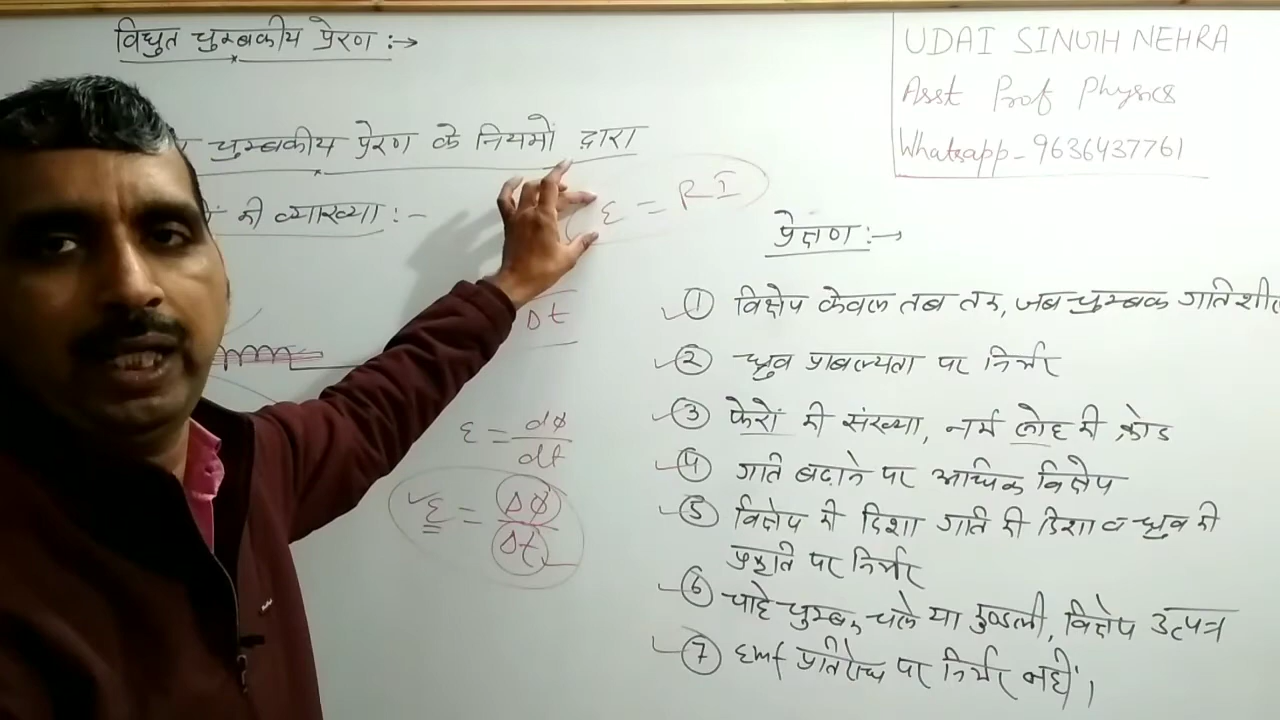 विद्युत चुम्बकीय प्रेरण :→
चुम्बकीय प्रेरण के नियमों द्वारा
की व्याख्या :-
ε = RI
Δt
ε = dϕ/dt
ε = Δϕ/Δt
UDAI SINGH NEHRA
Asst Prof Physics
Whatsapp - 9636437761
प्रेक्षण :→
① विक्षेप केवल तब तक, जब चुम्बक गतिशील
② ध्रुव प्राबल्यता पर निर्भर
③ फेरों की संख्या, नर्म लोह की क्रोड
④ गति बढ़ाने पर अधिक विक्षेप
⑤ विक्षेप की दिशा गति की दिशा व ध्रुव की
प्रकृति पर निर्भर
⑥ चाहे चुम्बक चले या कुण्डली, विक्षेप उत्पन्न
⑦ εmf प्रतिरोध पर निर्भर नहीं।